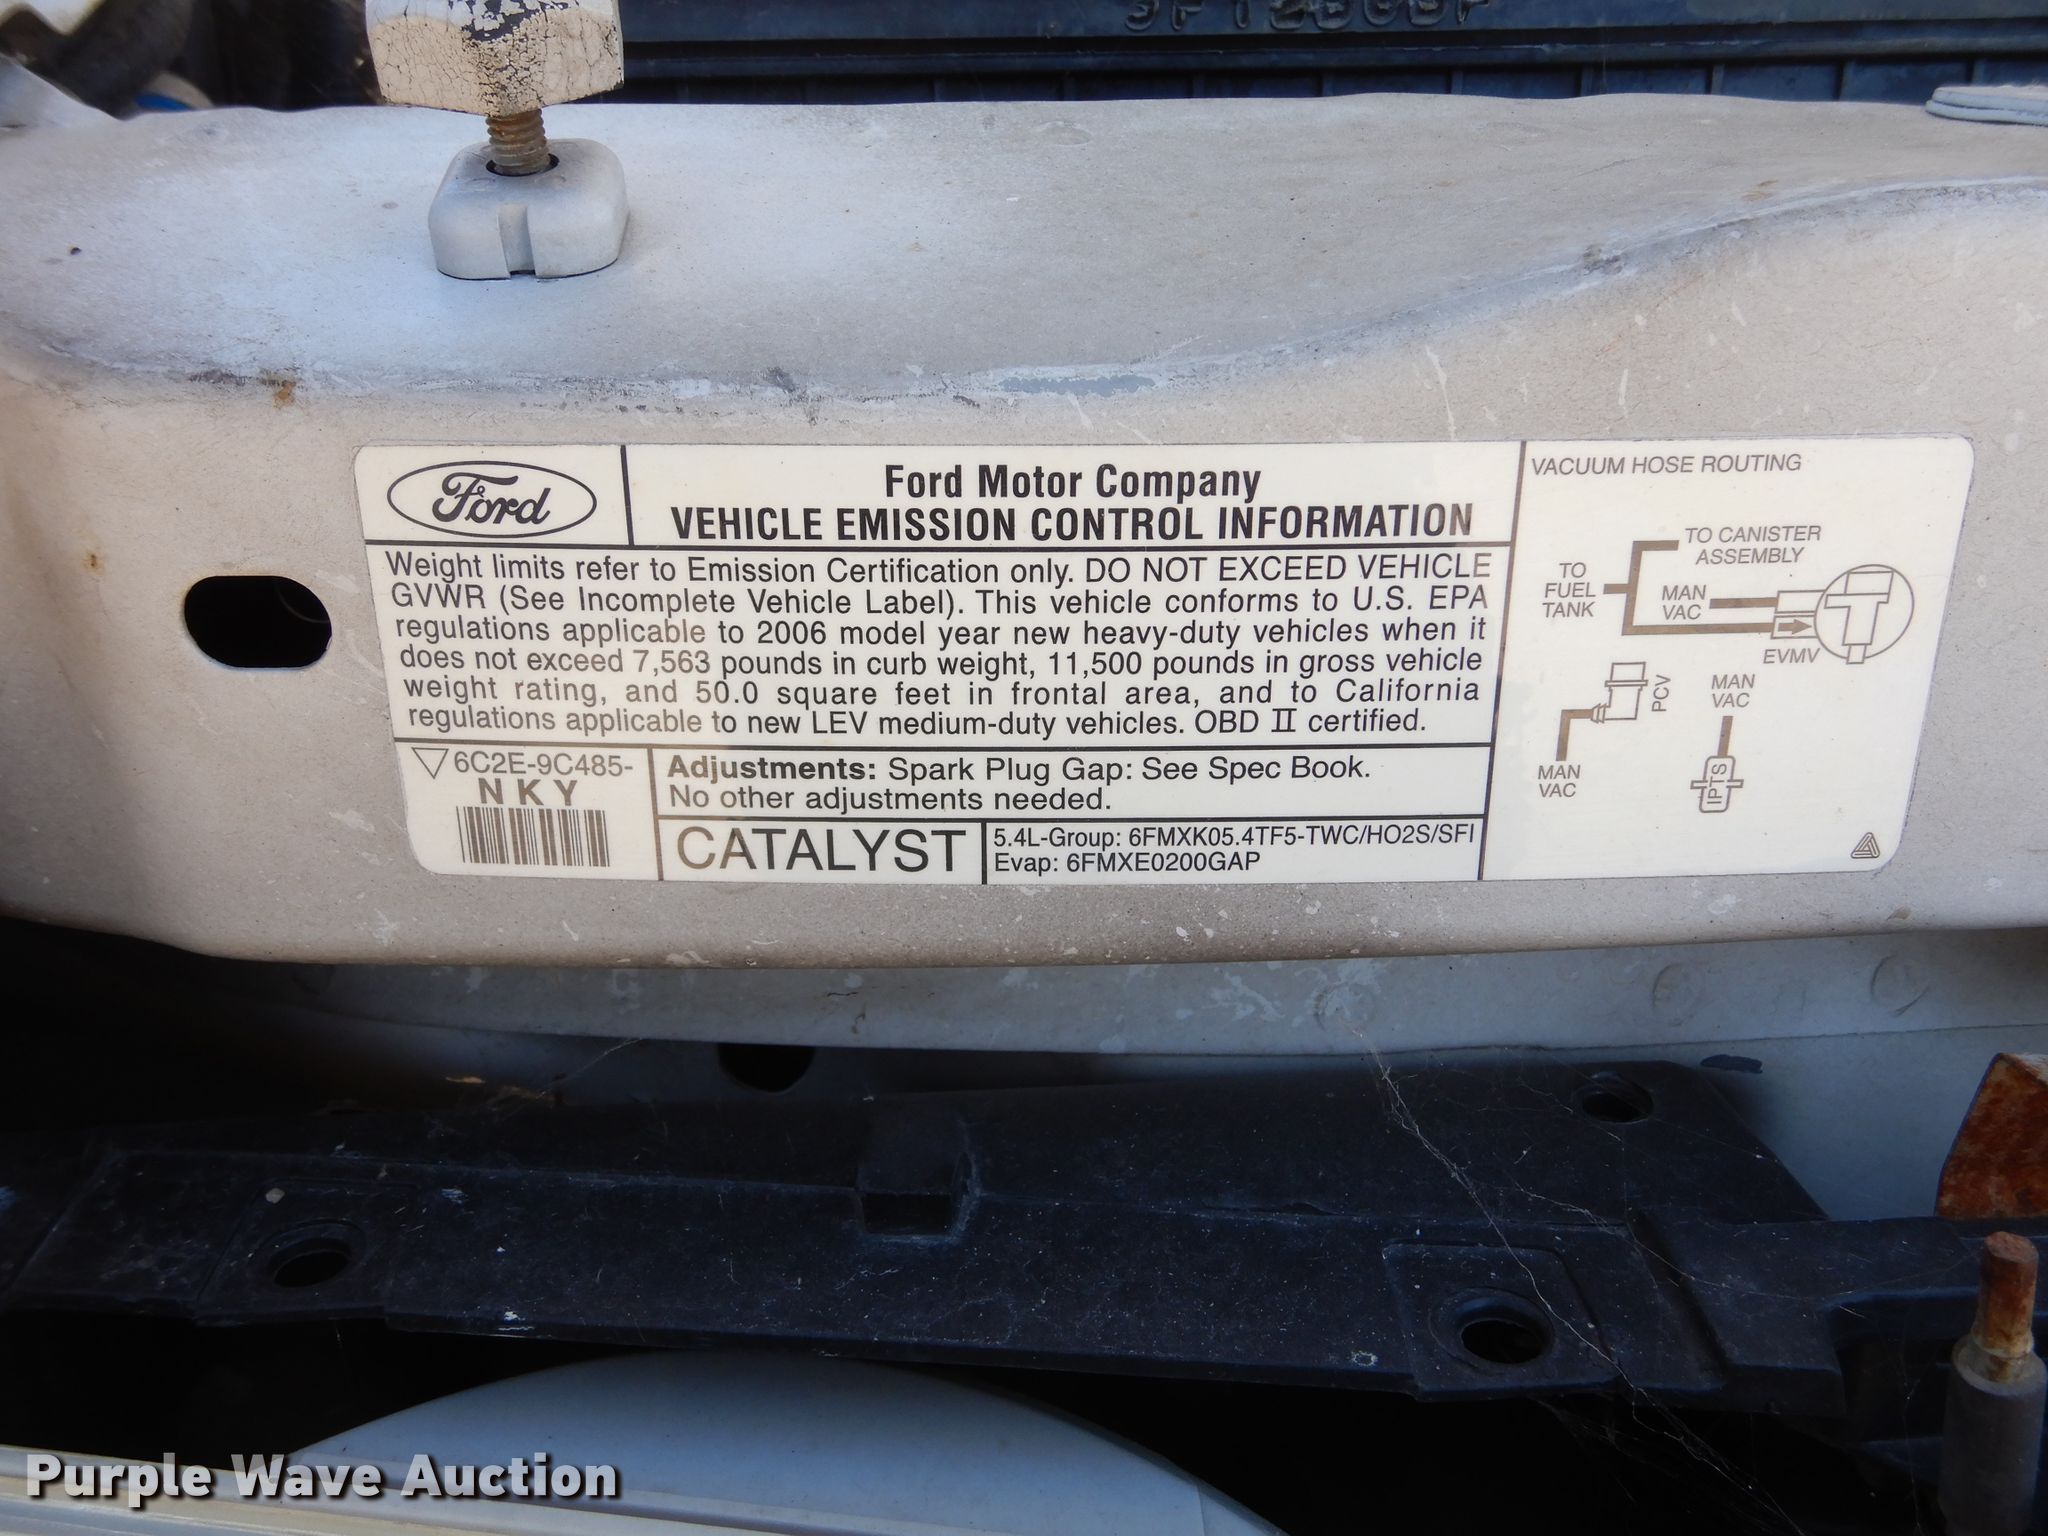 Ford
Ford Motor Company
VEHICLE EMISSION CONTROL INFORMATION
Weight limits refer to Emission Certification only. DO NOT EXCEED VEHICLE
GVWR (See Incomplete Vehicle Label). This vehicle conforms to U.S. EPA
regulations applicable to 2006 model year new heavy-duty vehicles when it
does not exceed 7,563 pounds in curb weight, 11,500 pounds in gross vehicle
weight rating, and 50.0 square feet in frontal area, and to California
regulations applicable to new LEV medium-duty vehicles. OBD II certified.
6C2E-9C485-
NKY
Adjustments: Spark Plug Gap: See Spec Book.
No other adjustments needed.
CATALYST
5.4L-Group: 6FMXK05.4TF5-TWC/HO2S/SFI
Evap: 6FMXE0200GAP
VACUUM HOSE ROUTING
TO CANISTER
ASSEMBLY
TO
FUEL
TANK
MAN
VAC
EVMV
PCV
MAN
VAC
MAN
VAC
IPTS
Purple Wave Auction